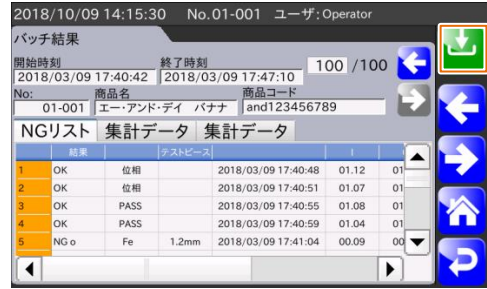 2018/10/09 14:15:30 No.01-001 ユーザ:Operator
バッチ結果
開始時刻 終了時刻 100 /100
2018/03/09 17:40:42 2018/03/09 17:47:10
No: 商品名 商品コード
01-001 エー・アンド・デイ バナナ and123456789
NGリスト 集計データ 集計データ
結果 テストピース I
1 OK 位相 2018/03/09 17:40:48 01.12 01
2 OK 位相 2018/03/09 17:40:51 01.07 01
3 OK PASS 2018/03/09 17:40:55 01.08 01
4 OK PASS 2018/03/09 17:40:59 01.04 01
5 NG o Fe 1.2mm 2018/03/09 17:41:04 00.09 00